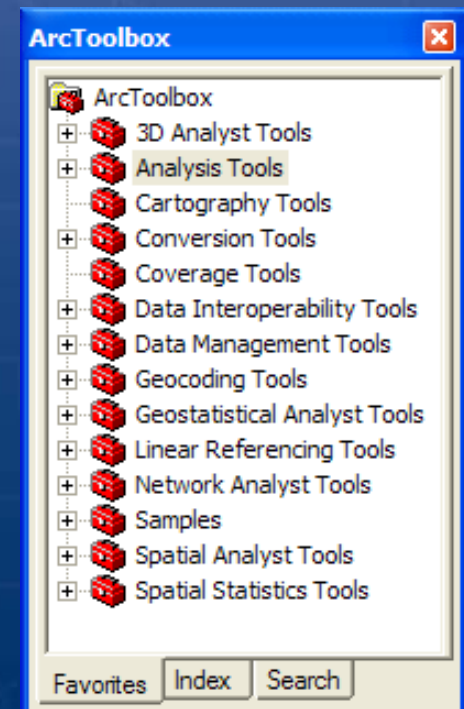 ArcToolbox
ArcToolbox
3D Analyst Tools
Analysis Tools
Cartography Tools
Conversion Tools
Coverage Tools
Data Interoperability Tools
Data Management Tools
Geocoding Tools
Geostatistical Analyst Tools
Linear Referencing Tools
Network Analyst Tools
Samples
Spatial Analyst Tools
Spatial Statistics Tools
Favorites Index Search